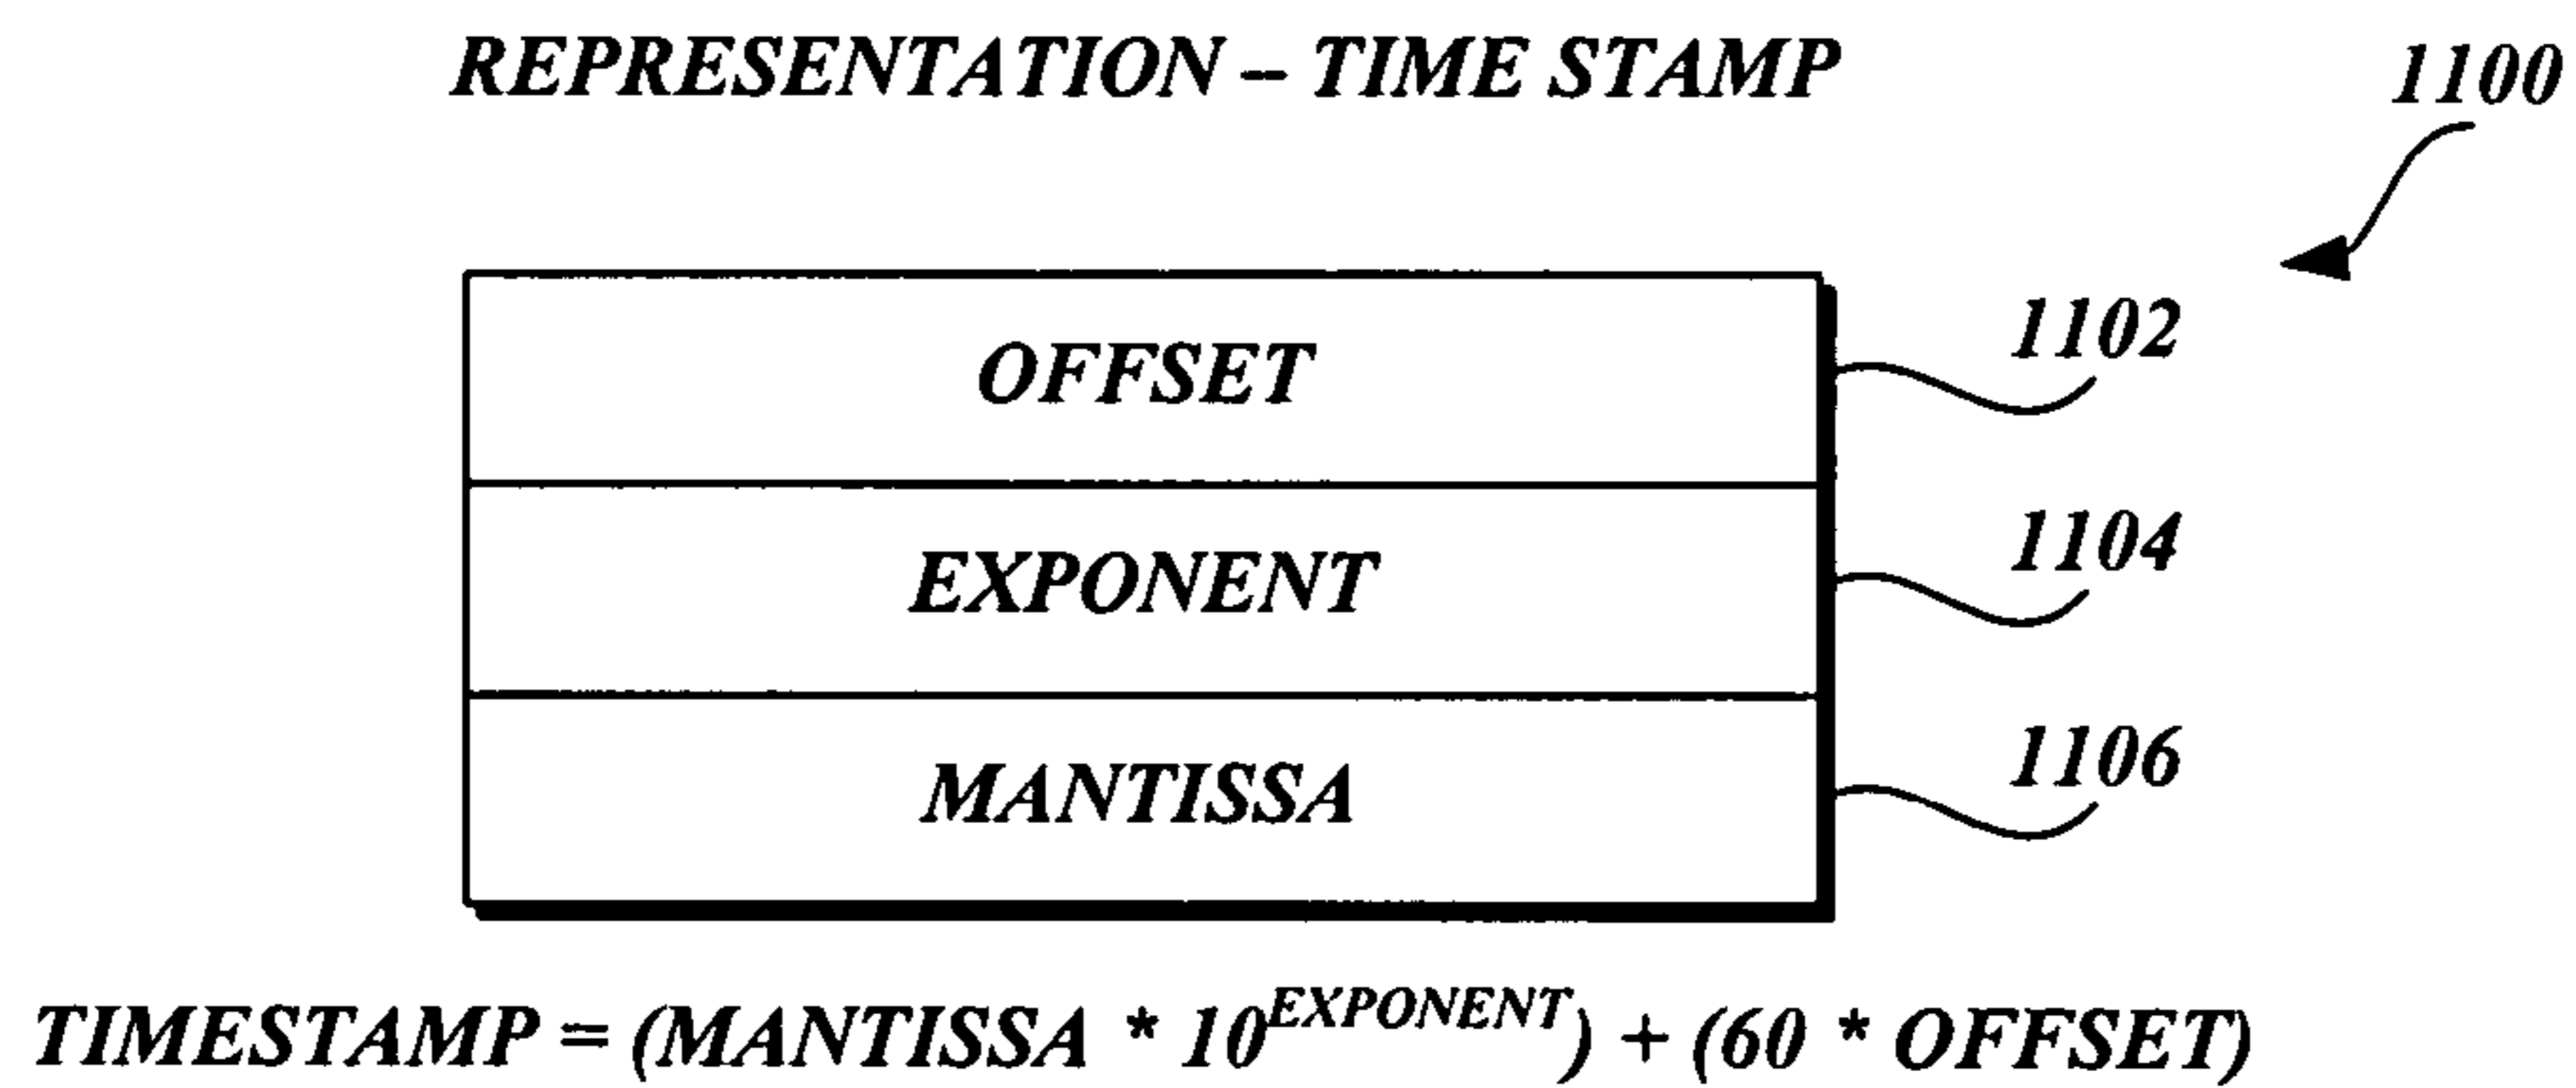 REPRESENTATION – TIME STAMP
1100
OFFSET
1102
EXPONENT
1104
MANTISSA
1106
TIMESTAMP = (MANTISSA * 10^EXPONENT) + (60 * OFFSET)